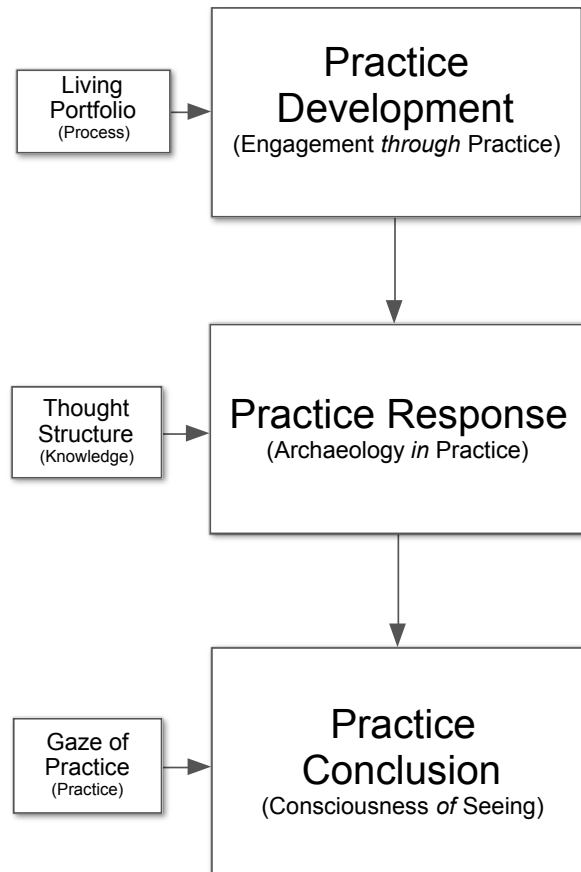 Living
Portfolio
(Process)
Practice
Development
(Engagement through Practice)
Thought
Structure
(Knowledge)
Practice Response
(Archaeology in Practice)
Gaze of
Practice
(Practice)
Practice
Conclusion
(Consciousness of Seeing)